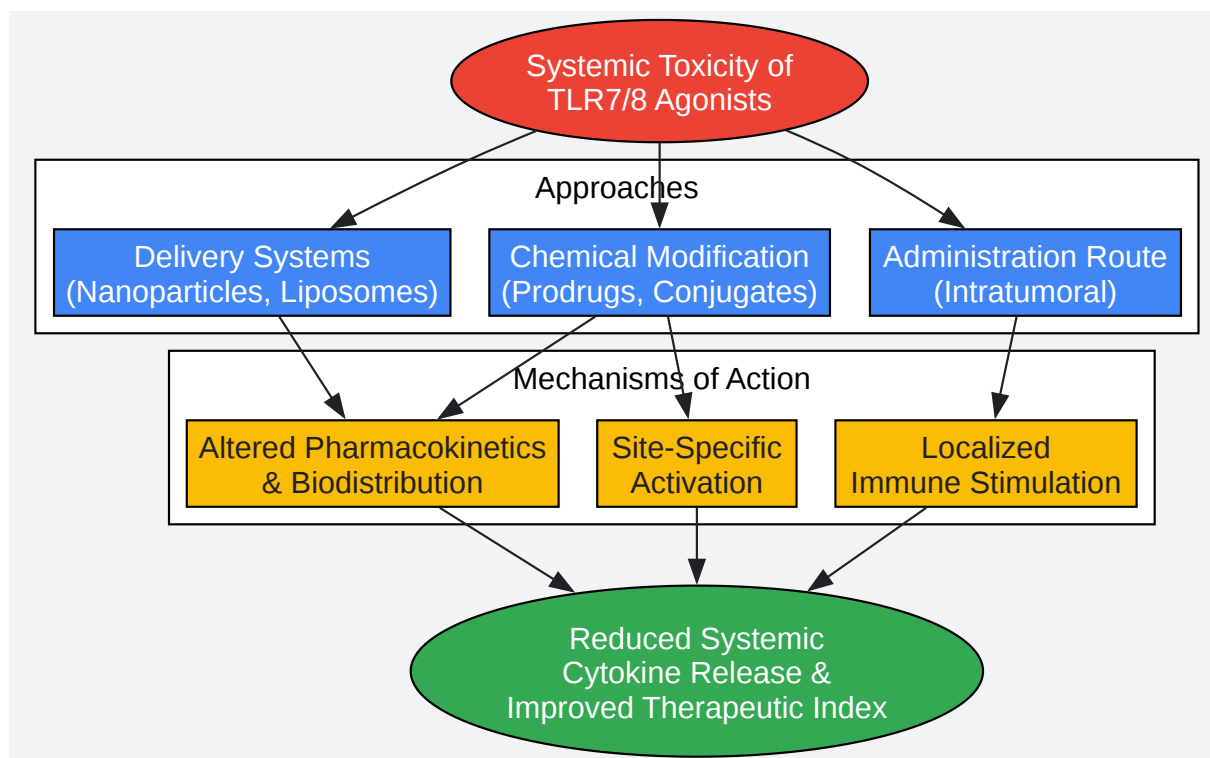 Systemic Toxicity of
TLR7/8 Agonists
Approaches
Delivery Systems
(Nanoparticles, Liposomes)
Chemical Modification
(Prodrugs, Conjugates)
Administration Route
(Intratumoral)
Mechanisms of Action
Altered Pharmacokinetics
& Biodistribution
Site-Specific
Activation
Localized
Immune Stimulation
Reduced Systemic
Cytokine Release &
Improved Therapeutic Index